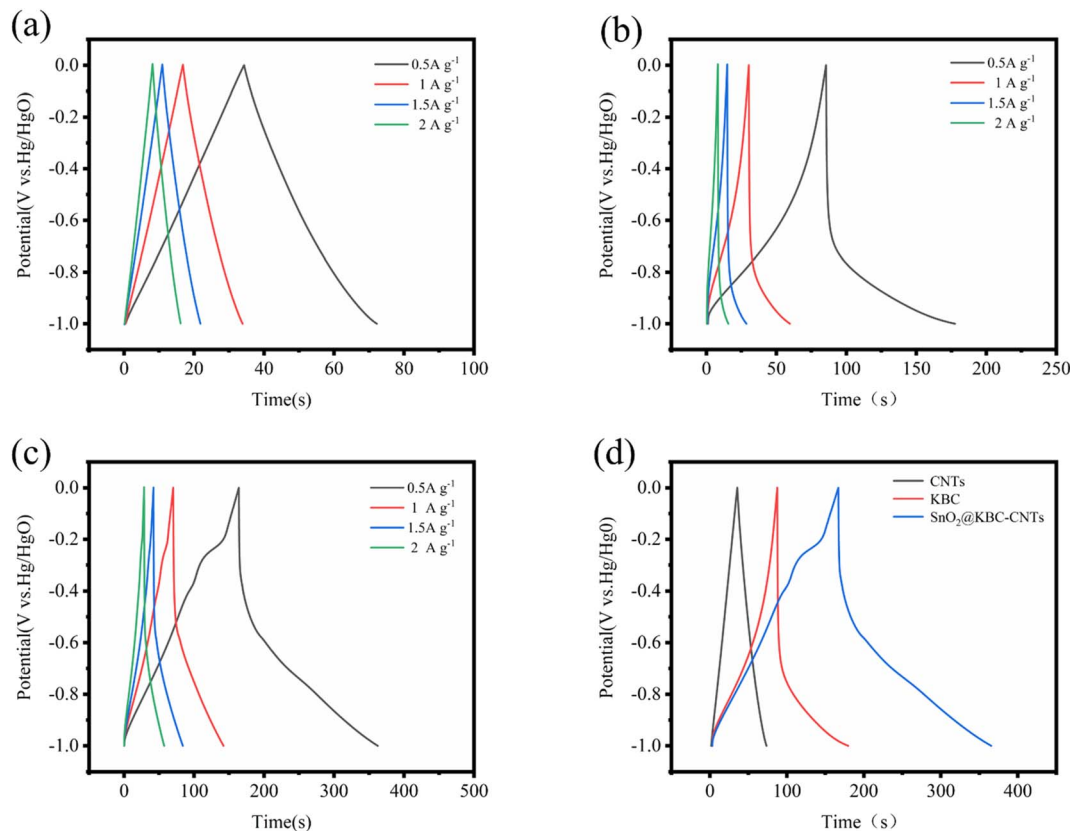 (a)
0.5A g⁻¹
1 A g⁻¹
1.5A g⁻¹
2 A g⁻¹
Potential(V vs.Hg/HgO)
0.0
-0.2
-0.4
-0.6
-0.8
-1.0
0 20 40 60 80 100
Time(s)
(b)
0.5A g⁻¹
1 A g⁻¹
1.5A g⁻¹
2 A g⁻¹
Potential(V vs.Hg/HgO)
0.0
-0.2
-0.4
-0.6
-0.8
-1.0
0 50 100 150 200 250
Time（s）
(c)
0.5A g⁻¹
1 A g⁻¹
1.5A g⁻¹
2 A g⁻¹
Potential(V vs.Hg/HgO)
0.0
-0.2
-0.4
-0.6
-0.8
-1.0
0 100 200 300 400 500
Time(s)
(d)
CNTs
KBC
SnO₂@KBC-CNTs
Potential(V vs.Hg/Hg0)
0.0
-0.2
-0.4
-0.6
-0.8
-1.0
0 100 200 300 400
Time（s）